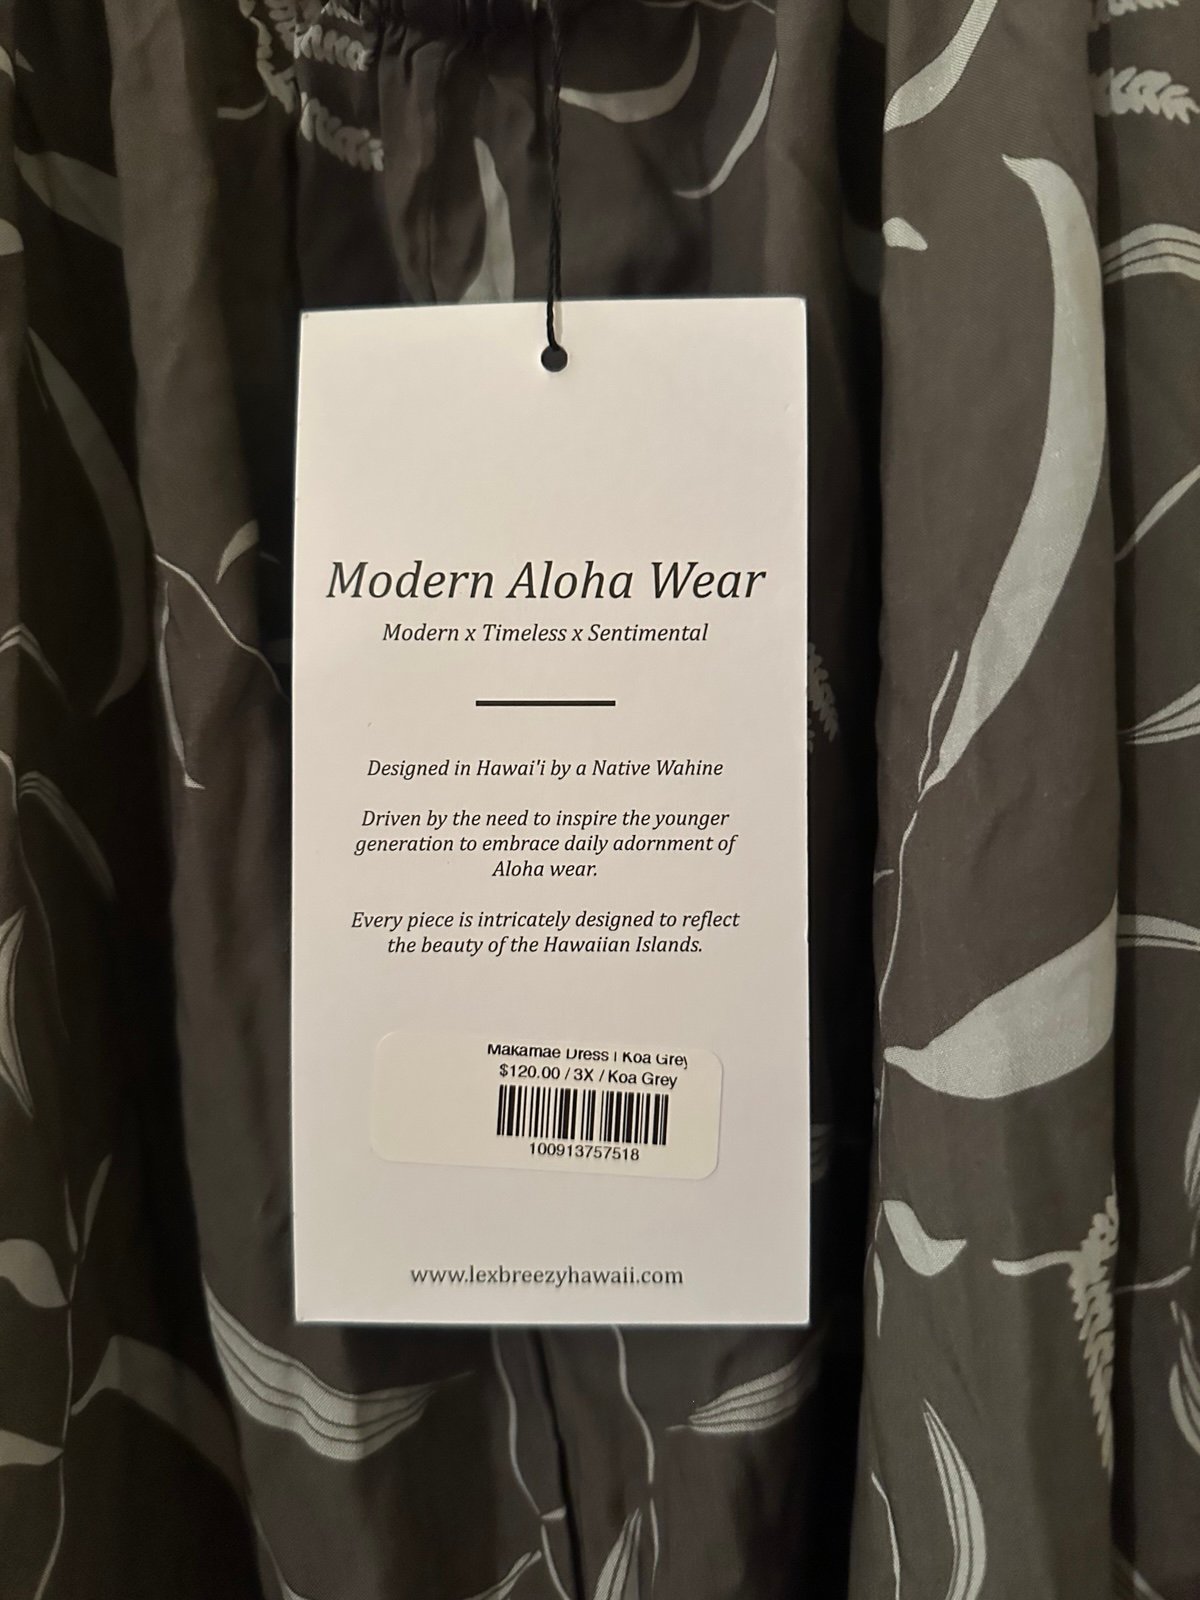 Modern Aloha Wear
Modern x Timeless x Sentimental
Designed in Hawai'i by a Native Wahine
Driven by the need to inspire the younger
generation to embrace daily adornment of
Aloha wear.
Every piece is intricately designed to reflect
the beauty of the Hawaiian Islands.
Makamae Dress | Koa Grey
$120.00 / 3X / Koa Grey
100913757518
www.lexbreezyhawaii.com